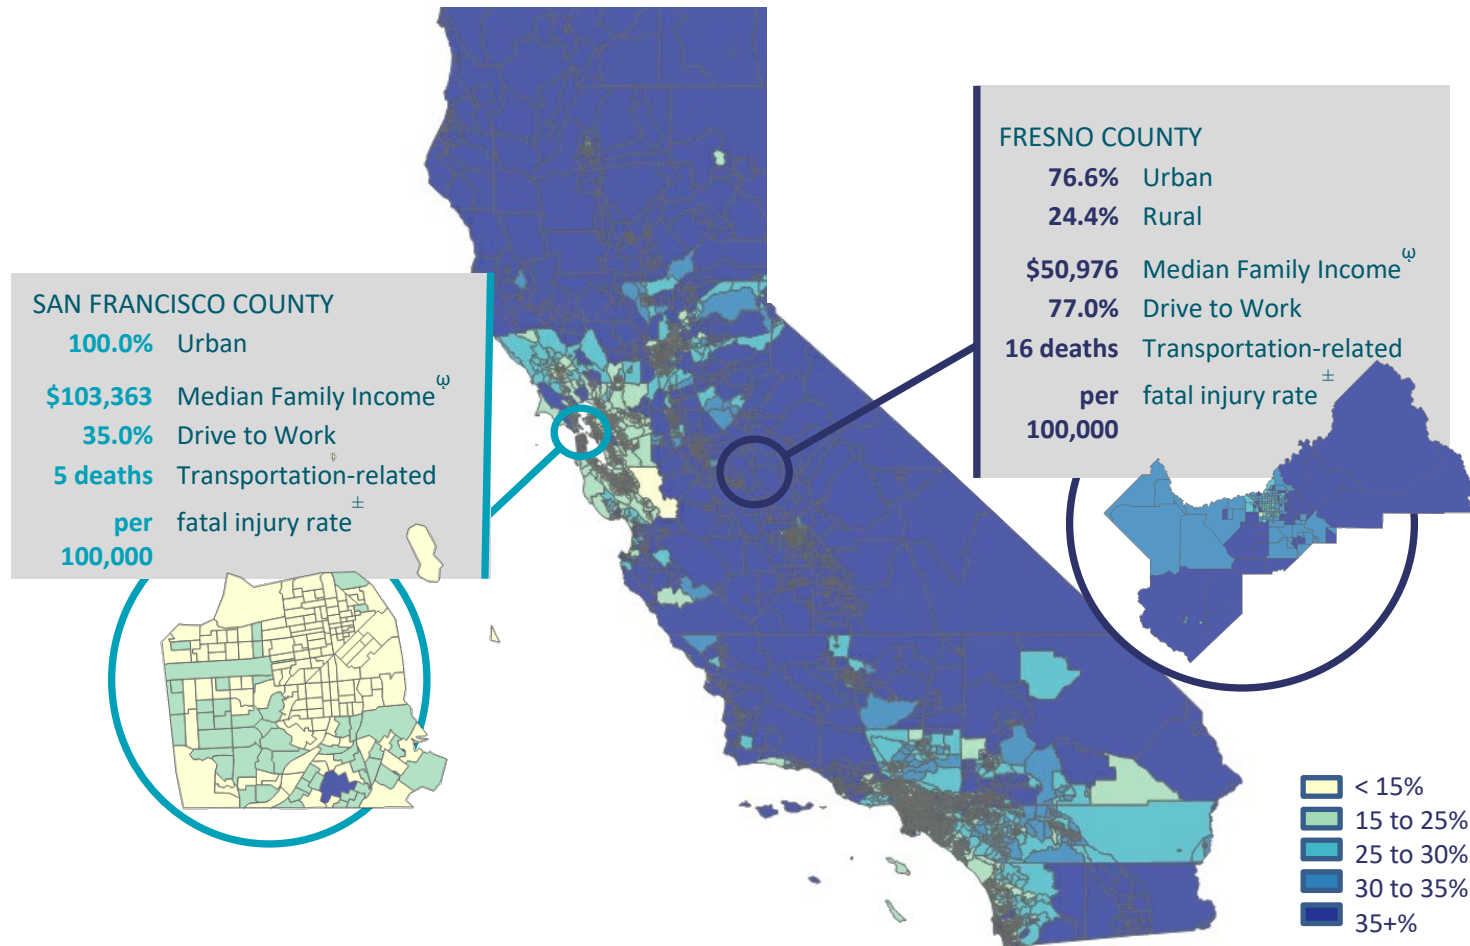 SAN FRANCISCO COUNTY
100.0% Urban
$103,363 Median Family Income ψ
35.0% Drive to Work
5 deaths Transportation-related
per fatal injury rate ±
100,000
FRESNO COUNTY
76.6% Urban
24.4% Rural
$50,976 Median Family Income ψ
77.0% Drive to Work
16 deaths Transportation-related
per fatal injury rate ±
100,000
< 15%
15 to 25%
25 to 30%
30 to 35%
35+%